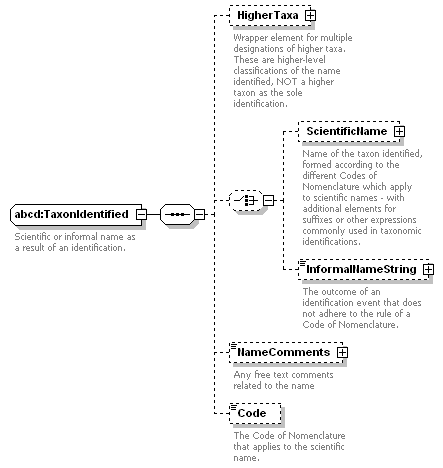 HigherTaxa
Wrapper element for multiple
designations of higher taxa.
These are higher-level
classifications of the name
identified, NOT a higher
taxon as the sole
identification.
ScientificName
Name of the taxon identified,
formed according to the
different Codes of
Nomenclature which apply
to scientific names - with
additional elements for
suffixes or other expressions
commonly used in taxonomic
identifications.
abcd:TaxonIdentified
Scientific or informal name as
a result of an identification.
InformalNameString
The outcome of an
identification event that does
not adhere to the rule of a
Code of Nomenclature.
NameComments
Any free text comments
related to the name
Code
The Code of Nomenclature
that applies to the scientific
name.